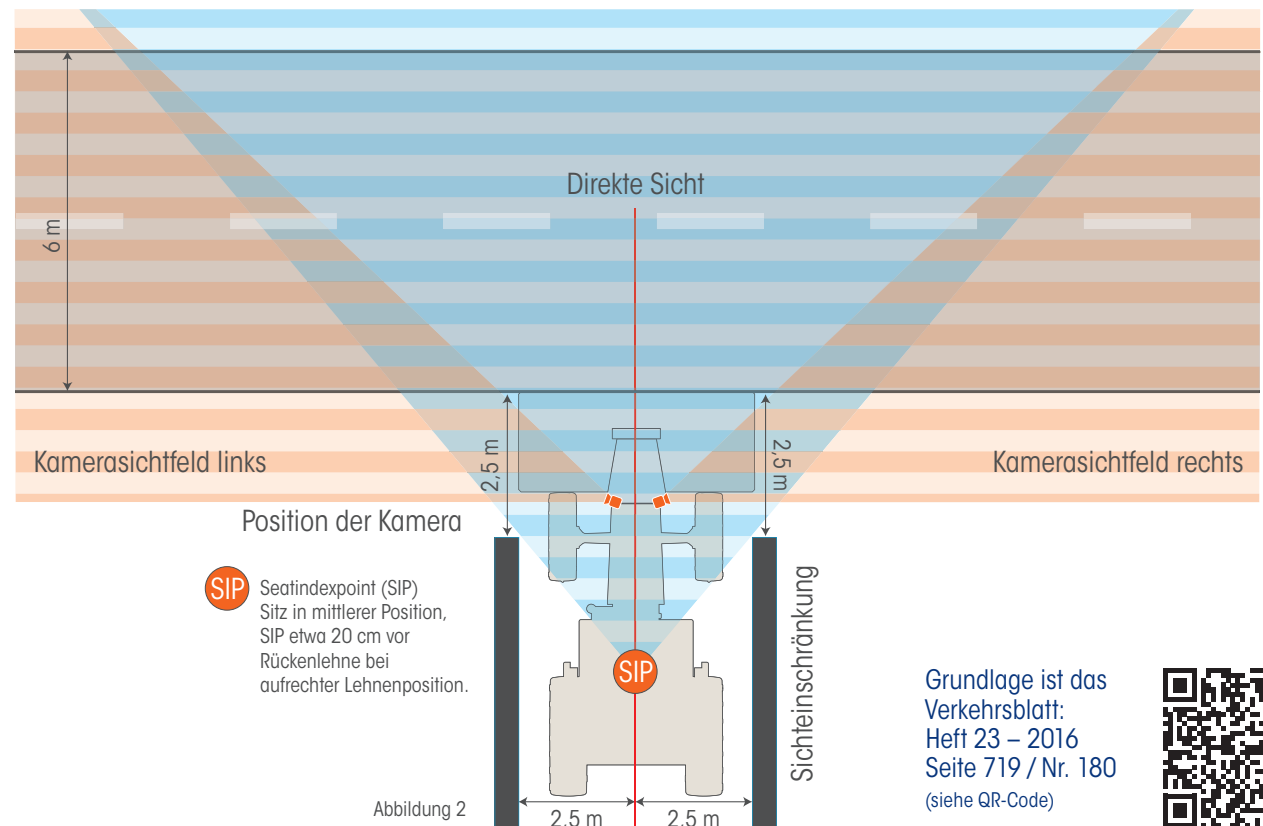 Direkte Sicht
6 m
2,5 m
2,5 m
Kamerasichtfeld links
Kamerasichtfeld rechts
Position der Kamera
SIP
Seatindexpoint (SIP)
Sitz in mittlerer Position,
SIP etwa 20 cm vor
Rückenlehne bei
aufrechter Lehnenposition.
SIP
Sichteinschränkung
Grundlage ist das
Verkehrsblatt:
Heft 23 – 2016
Seite 719 / Nr. 180
(siehe QR-Code)
Abbildung 2
2,5 m
2,5 m